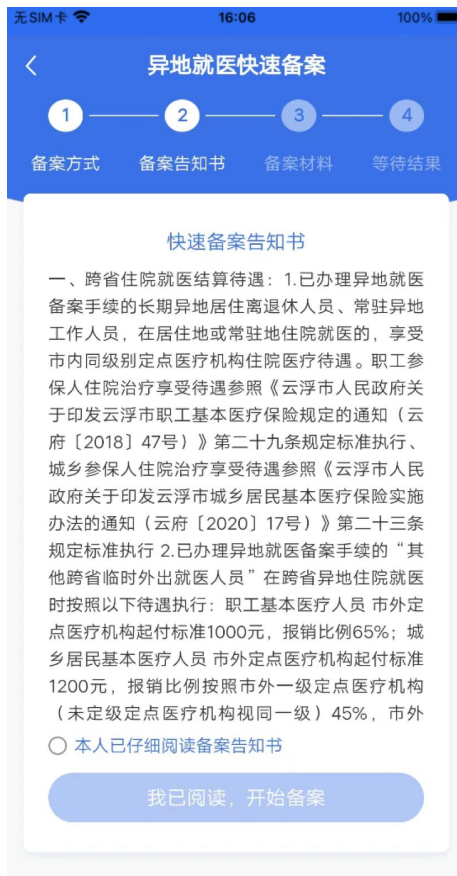 无SIM卡 16:06 100%
异地就医快速备案
1 2 3 4
备案方式 备案告知书 备案材料 等待结果
快速备案告知书
一、跨省住院就医结算待遇：1.已办理异地就医
备案手续的长期异地居住离退休人员、常驻异地
工作人员，在居住地或常驻地住院就医的，享受
市内同级别定点医疗机构住院医疗待遇。职工参
保人住院治疗享受待遇参照《云浮市人民政府关
于印发云浮市职工基本医疗保险规定的通知（云
府〔2018〕47号）》第二十九条规定标准执行、
城乡参保人住院治疗享受待遇参照《云浮市人民
政府关于印发云浮市城乡居民基本医疗保险实施
办法的通知（云府〔2020〕17号）》第二十三条
规定标准执行 2.已办理异地就医备案手续的“其
他跨省临时外出就医人员”在跨省异地住院就医
时按照以下待遇执行：职工基本医疗人员 市外定
点医疗机构起付标准1000元，报销比例65%；城
乡居民基本医疗人员 市外定点医疗机构起付标准
1200元，报销比例按照市外一级定点医疗机构
（未定级定点医疗机构视同一级）45%，市外
本人已仔细阅读备案告知书
我已阅读，开始备案